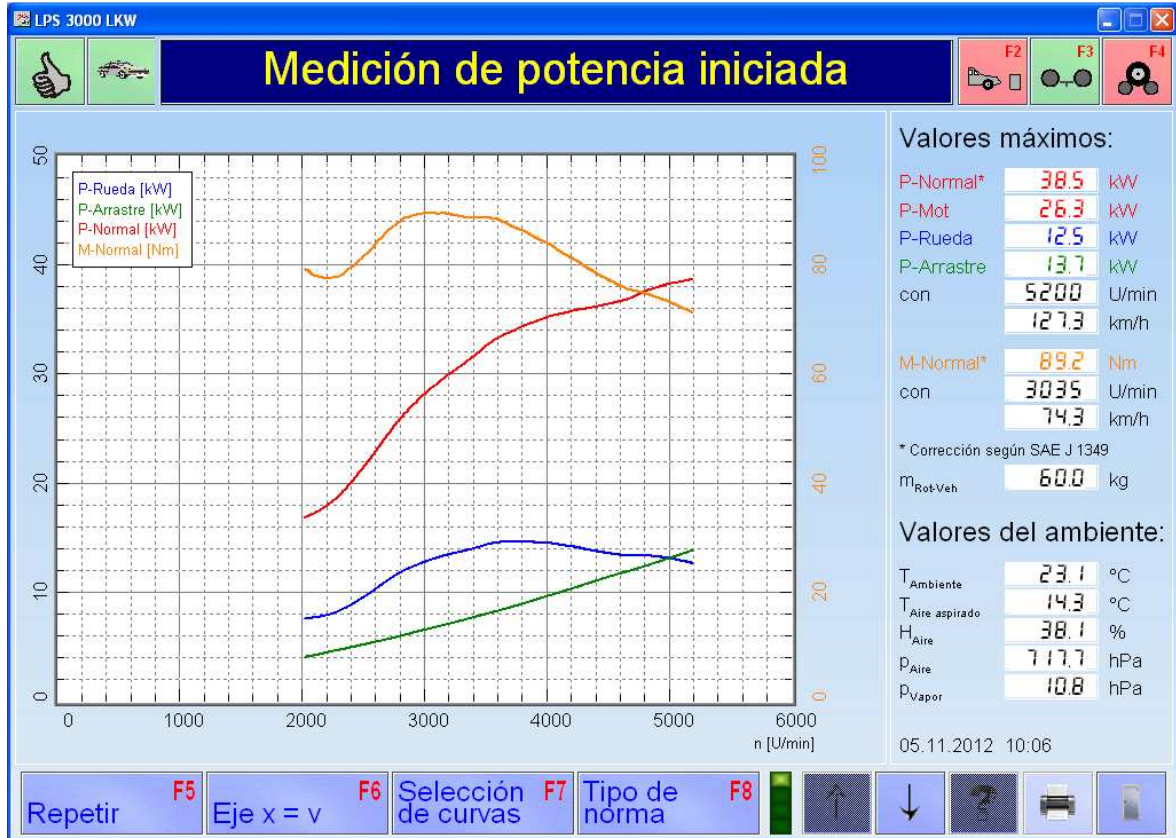 LPS 3000 LKW
Medición de potencia iniciada
F2
F3
F4
50
40
30
20
10
0
P-Rueda [kW]
P-Arrastre [kW]
P-Normal [kW]
M-Normal [Nm]
100
80
60
40
20
0
0 1000 2000 3000 4000 5000 6000
n [U/min]
Valores máximos:
P-Normal* 38.5 kW
P-Mot 26.3 kW
P-Rueda 12.5 kW
P-Arrastre 13.7 kW
con 5200 U/min
127.3 km/h
M-Normal* 89.2 Nm
con 3035 U/min
74.3 km/h
* Corrección según SAE J 1349
mRot-Veh 60.0 kg
Valores del ambiente:
TAmbiente 23.1 °C
TAire aspirado 14.3 °C
HAire 38.1 %
pAire 717.7 hPa
pVapor 10.8 hPa
05.11.2012 10:06
Repetir F5
Eje x = v F6
Selección F7
de curvas
Tipo de F8
norma